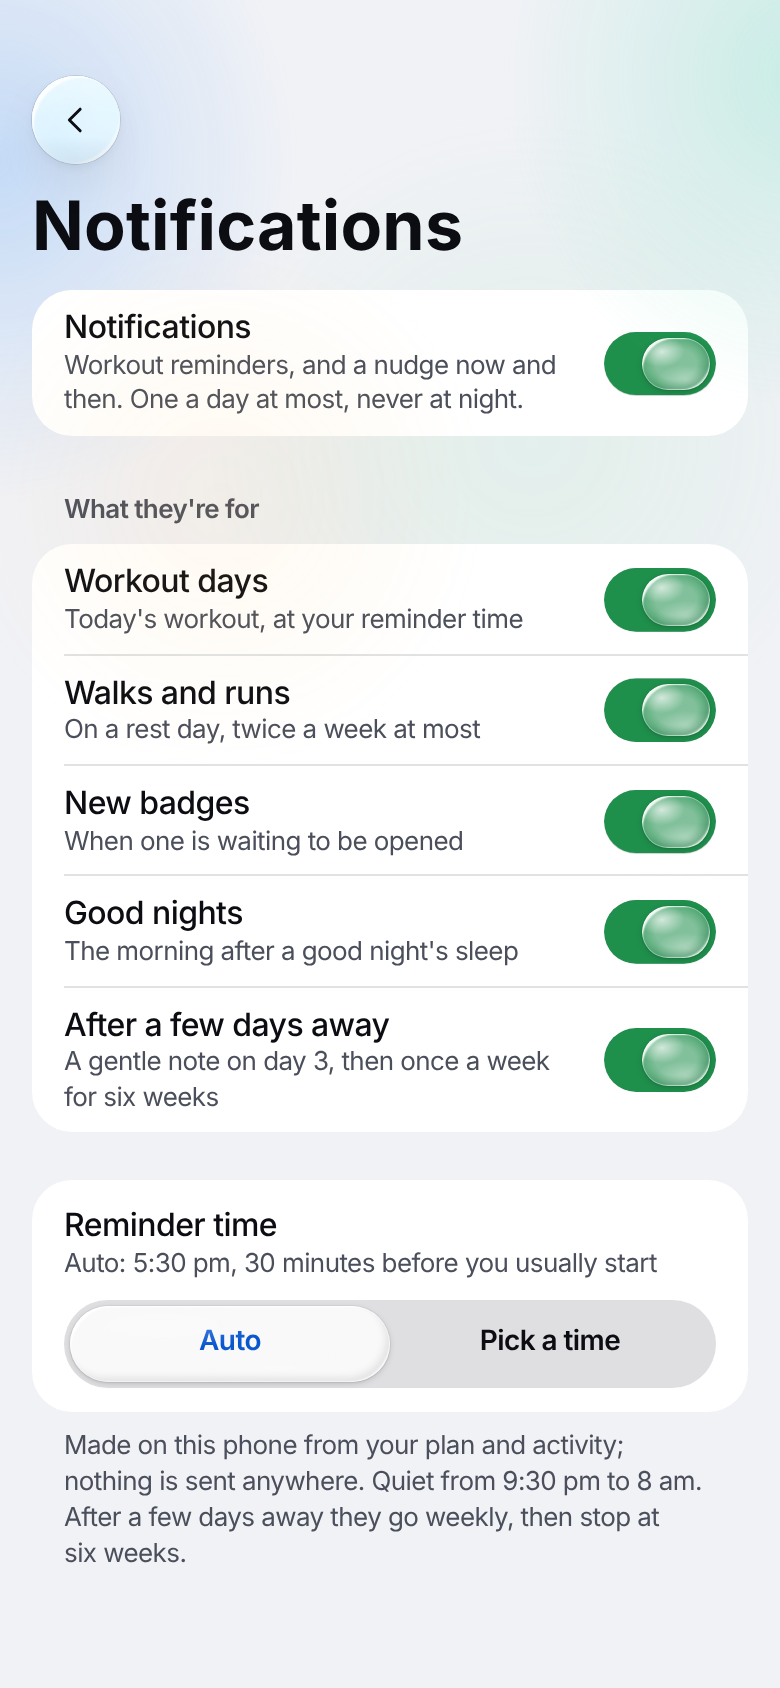 Notifications
Notifications
Workout reminders, and a nudge now and
then. One a day at most, never at night.
What they're for
Workout days
Today's workout, at your reminder time
Walks and runs
On a rest day, twice a week at most
New badges
When one is waiting to be opened
Good nights
The morning after a good night's sleep
After a few days away
A gentle note on day 3, then once a week
for six weeks
Reminder time
Auto: 5:30 pm, 30 minutes before you usually start
Auto
Pick a time
Made on this phone from your plan and activity;
nothing is sent anywhere. Quiet from 9:30 pm to 8 am.
After a few days away they go weekly, then stop at
six weeks.